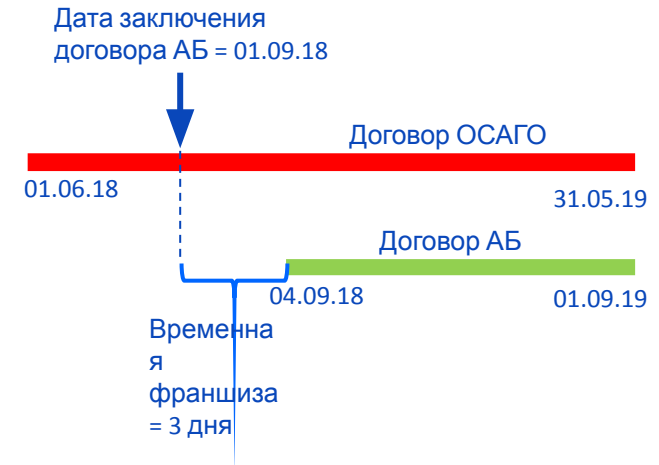 Дата заключения
договора АБ = 01.09.18
Договор ОСАГО
01.06.18
31.05.19
Договор АБ
04.09.18
01.09.19
Временна
я
франшиза
= 3 дня